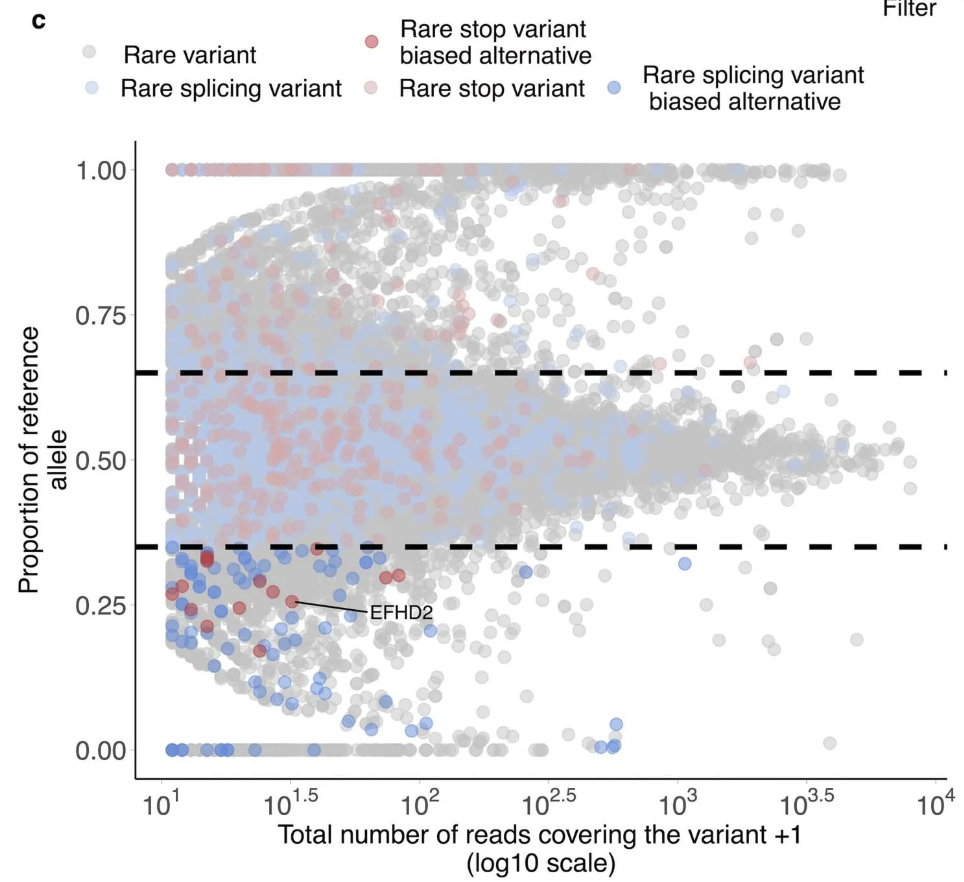 Filter
c
Rare variant
Rare splicing variant
Rare stop variant
biased alternative
Rare stop variant
Rare splicing variant
biased alternative
Proportion of reference
allele
1.00
0.75
0.50
0.25
0.00
EFHD2
10^1
10^1.5
10^2
10^2.5
10^3
10^3.5
10^4
Total number of reads covering the variant +1
(log10 scale)